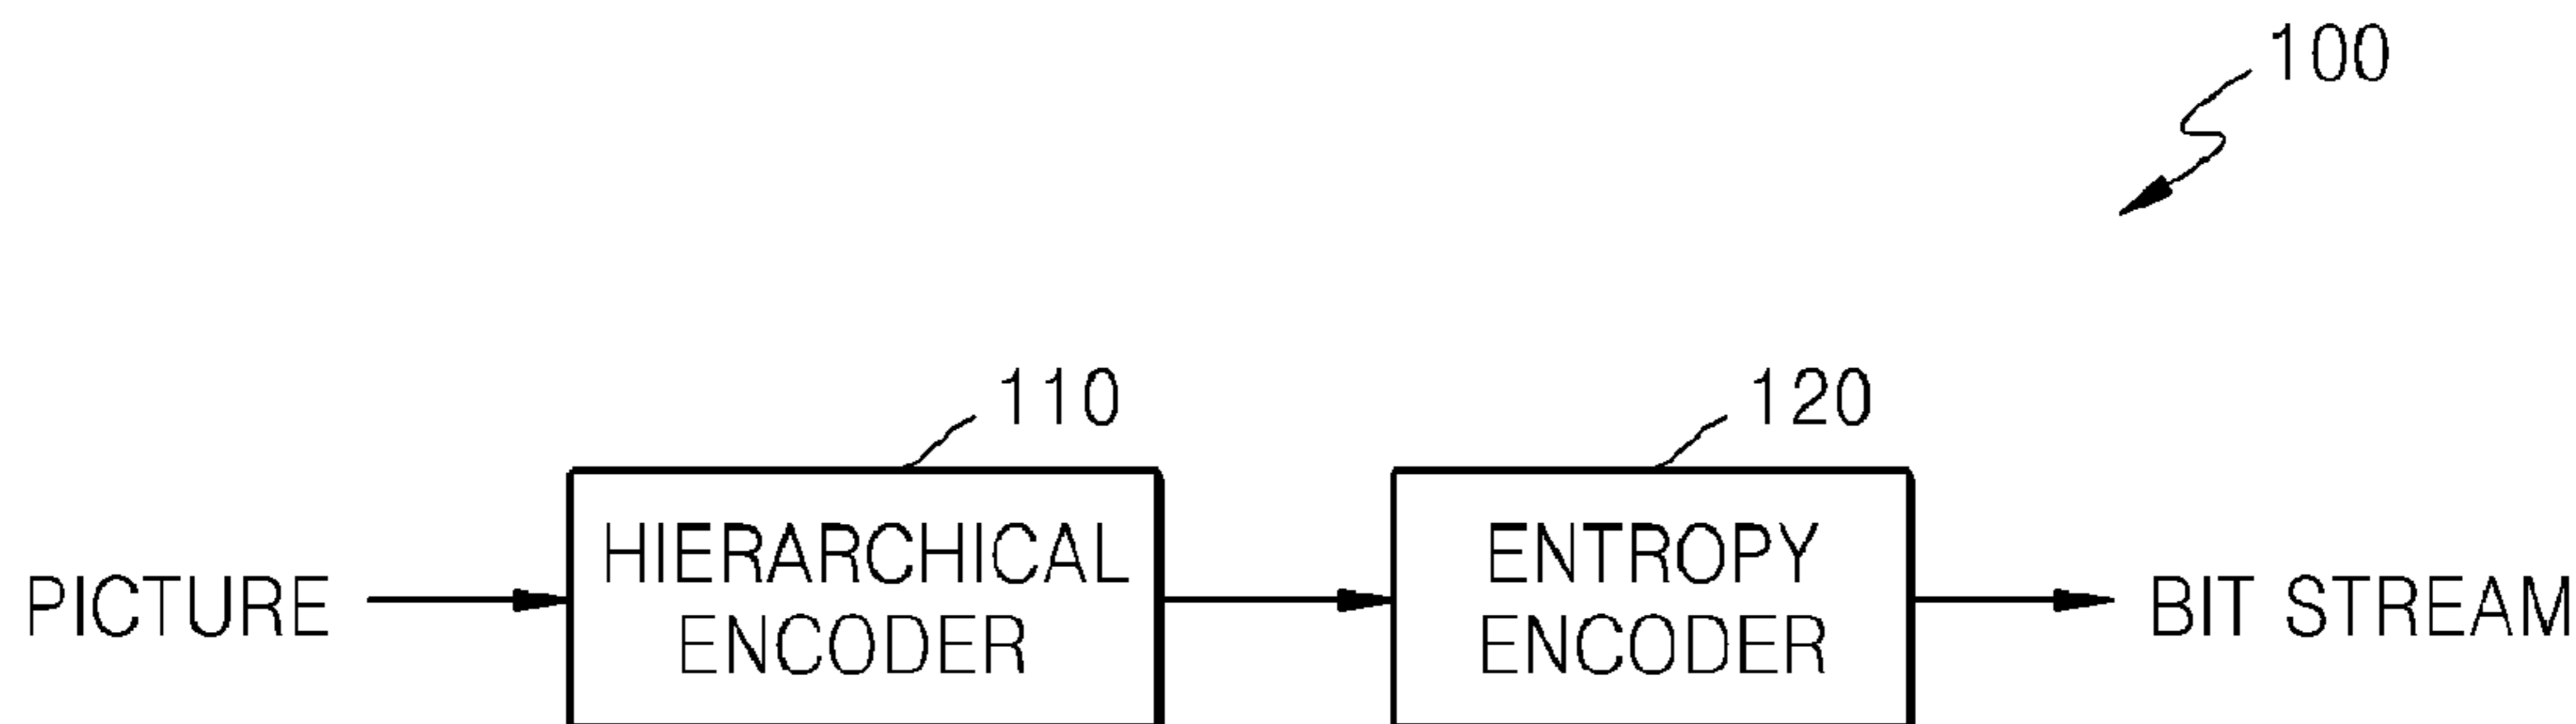 100
110
120
PICTURE
HIERARCHICAL
ENCODER
ENTROPY
ENCODER
BIT STREAM